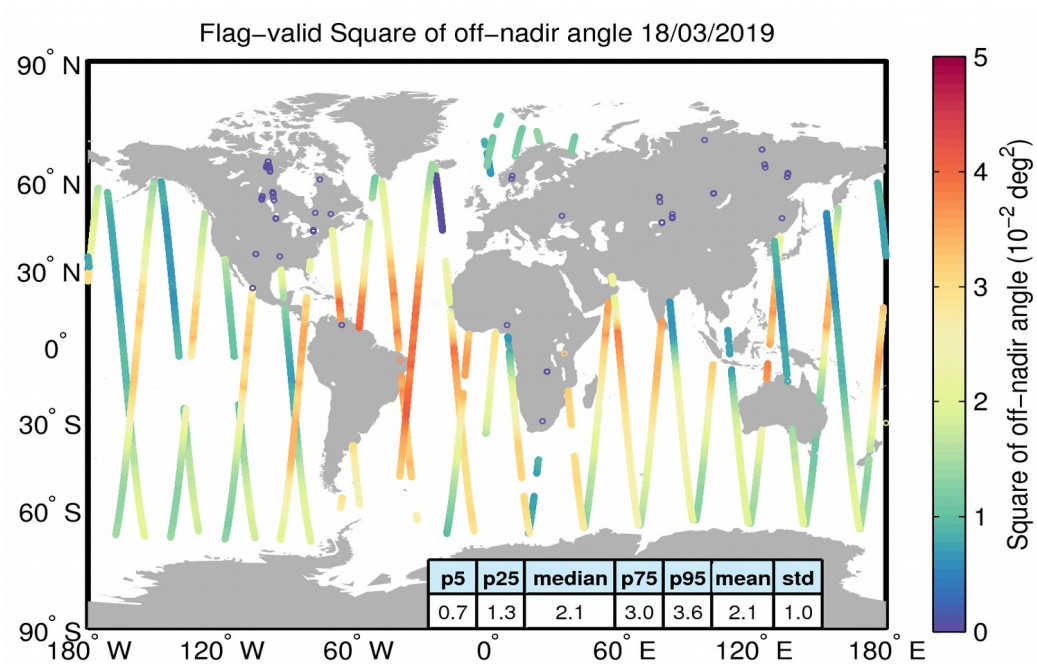 Flag−valid Square of off−nadir angle 18/03/2019
90° N
60° N
30° N
0°
30° S
60° S
90° S
180° W
120° W
60° W
0°
60° E
120° E
180° E
p5 p25 median p75 p95 mean std
0.7 1.3 2.1 3.0 3.6 2.1 1.0
5
4
3
2
1
0
Square of off−nadir angle (10⁻² deg²)